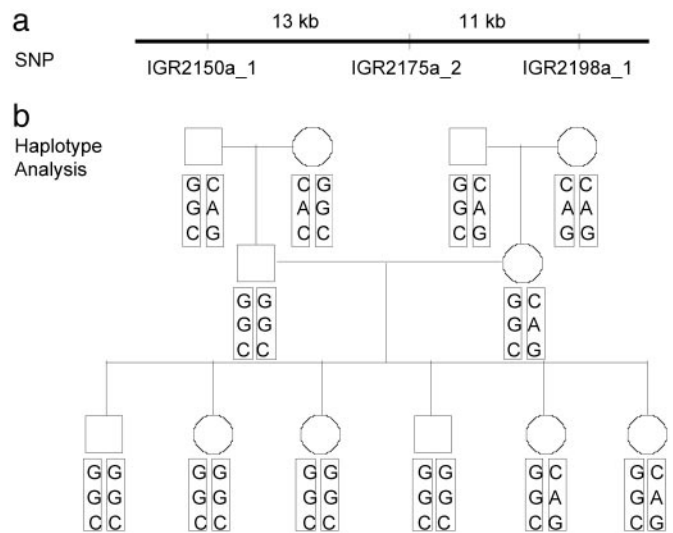 a
13 kb 11 kb
SNP
IGR2150a_1 IGR2175a_2 IGR2198a_1
b
Haplotype
Analysis
G C C G G C C C
G A A G G A A A
C G C C C G G G
G G G C
G G G A
C C C G
G G G G G G G G G C G C
G G G G G G G G G A G A
C C C C C C C C C G C G